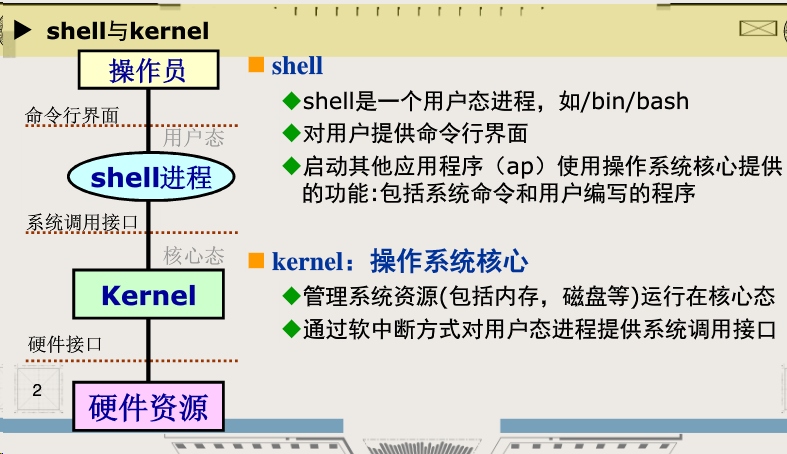 shell与kernel
操作员
命令行界面
用户态
shell进程
系统调用接口
核心态
Kernel
硬件接口
硬件资源
shell
shell是一个用户态进程，如/bin/bash
对用户提供命令行界面
启动其他应用程序（ap）使用操作系统核心提供
的功能:包括系统命令和用户编写的程序
kernel：操作系统核心
管理系统资源(包括内存，磁盘等)运行在核心态
通过软中断方式对用户态进程提供系统调用接口
2